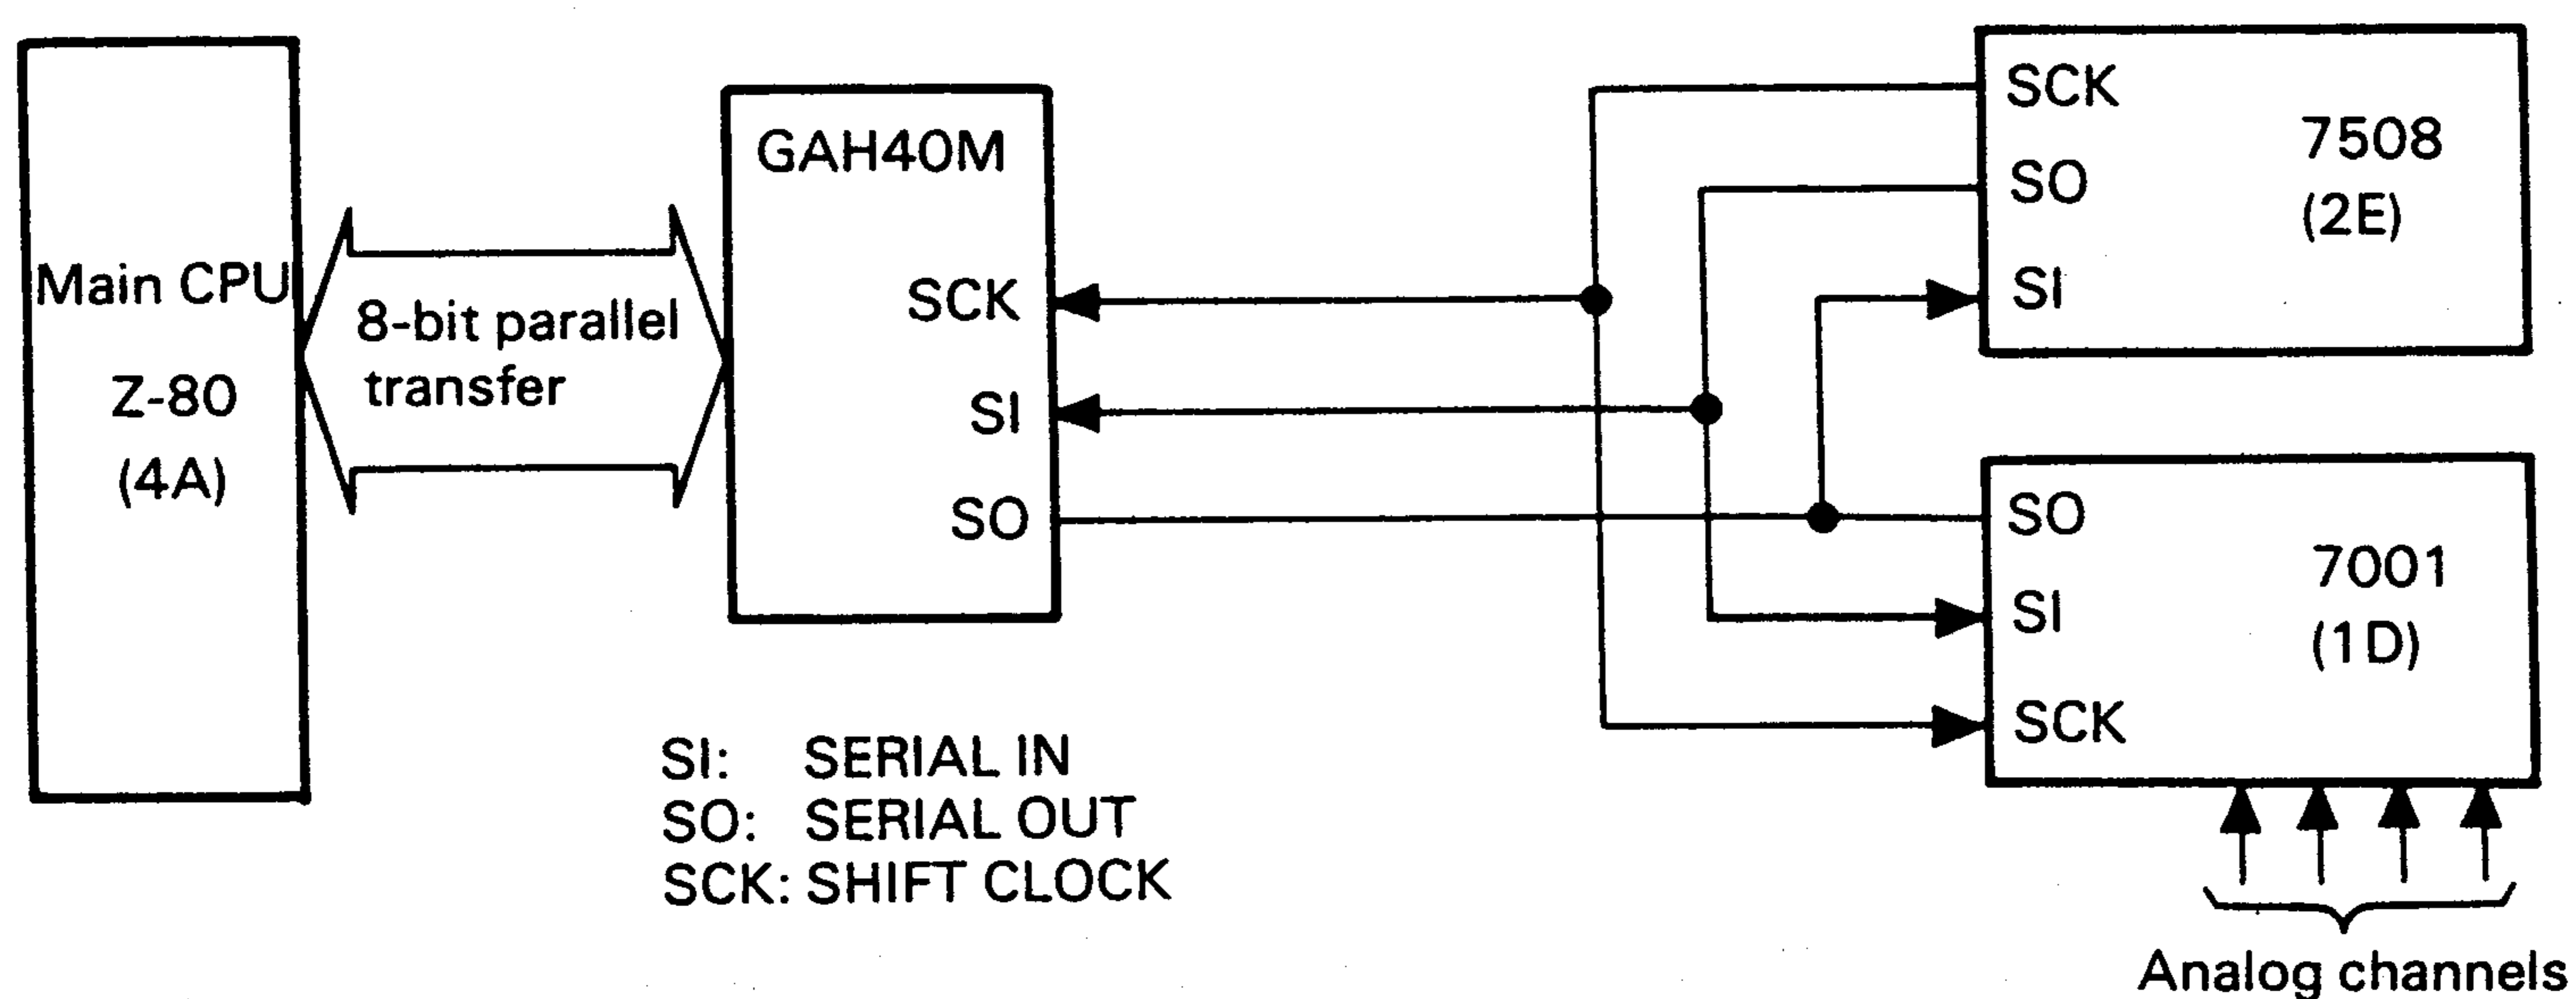 Main CPU
Z-80
(4A)
8-bit parallel
transfer
GAH40M
SCK
SI
SO
SCK
SO
SI
7508
(2E)
SO
SI
SCK
7001
(1D)
Analog channels
SI: SERIAL IN
SO: SERIAL OUT
SCK: SHIFT CLOCK